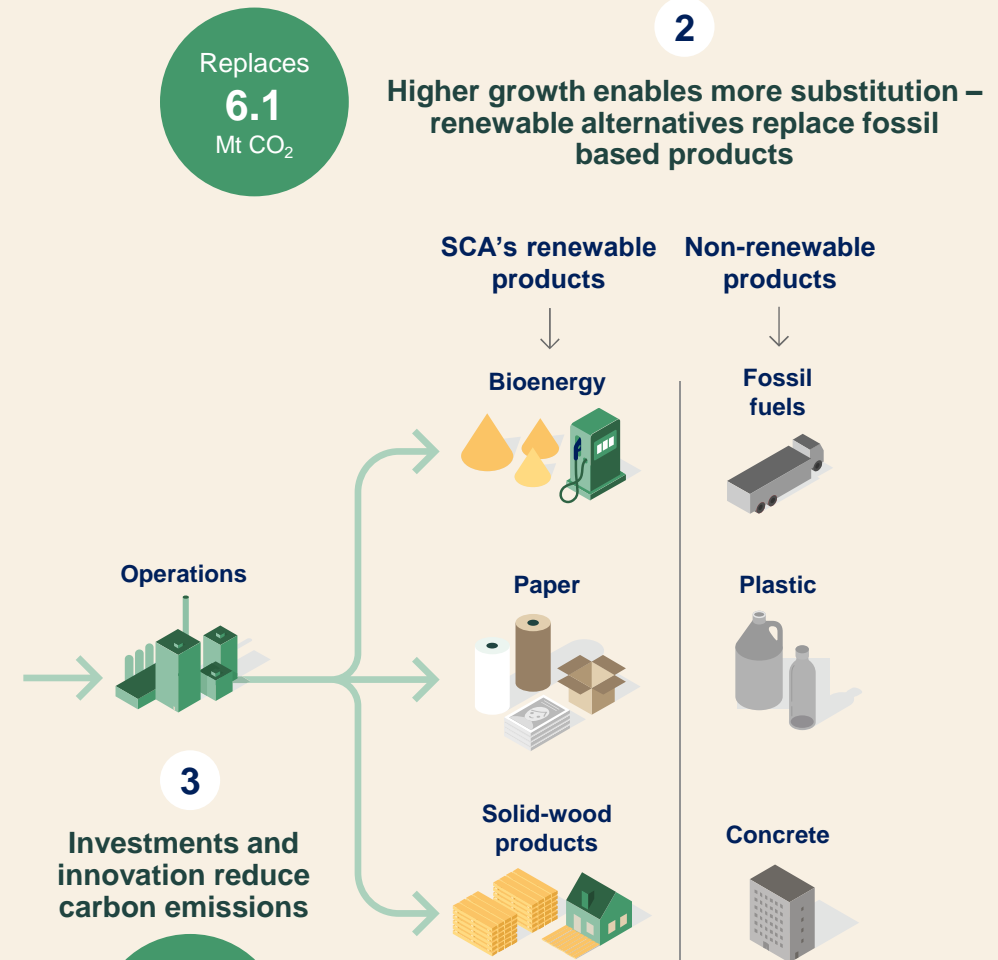 Replaces
6.1
Mt CO₂
2
Higher growth enables more substitution –
renewable alternatives replace fossil
based products
SCA's renewable
products
Non-renewable
products
Bioenergy
Fossil
fuels
Operations
Paper
Plastic
3
Investments and
innovation reduce
carbon emissions
Solid-wood
products
Concrete